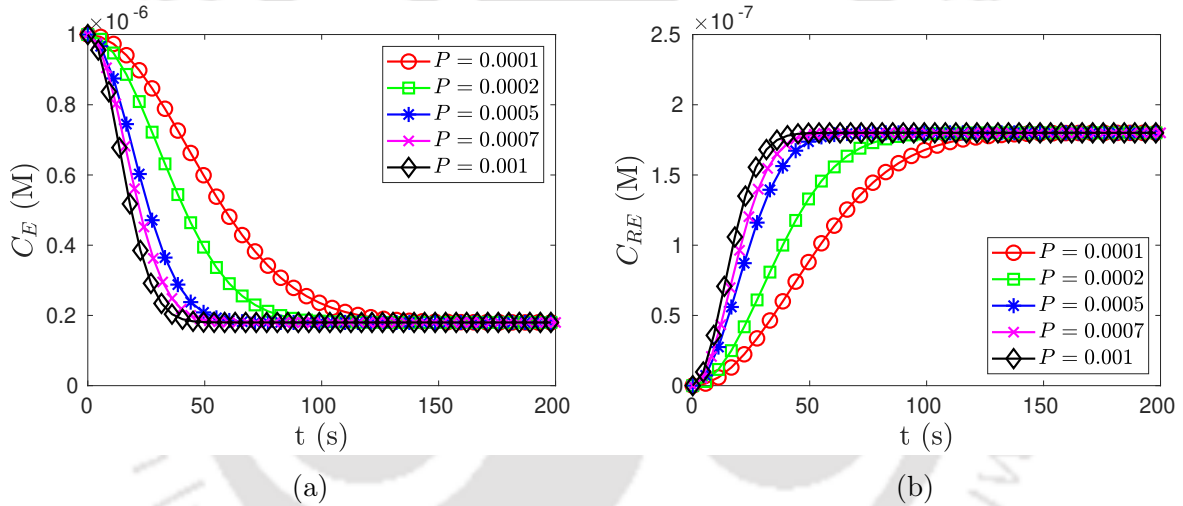 ×10⁻⁶
1
0.8
0.6
0.4
0.2
0
0 50 100 150 200
C_E (M)
t (s)
P = 0.0001
P = 0.0002
P = 0.0005
P = 0.0007
P = 0.001
(a)
×10⁻⁷
2.5
2
1.5
1
0.5
0
0 50 100 150 200
C_RE (M)
t (s)
P = 0.0001
P = 0.0002
P = 0.0005
P = 0.0007
P = 0.001
(b)